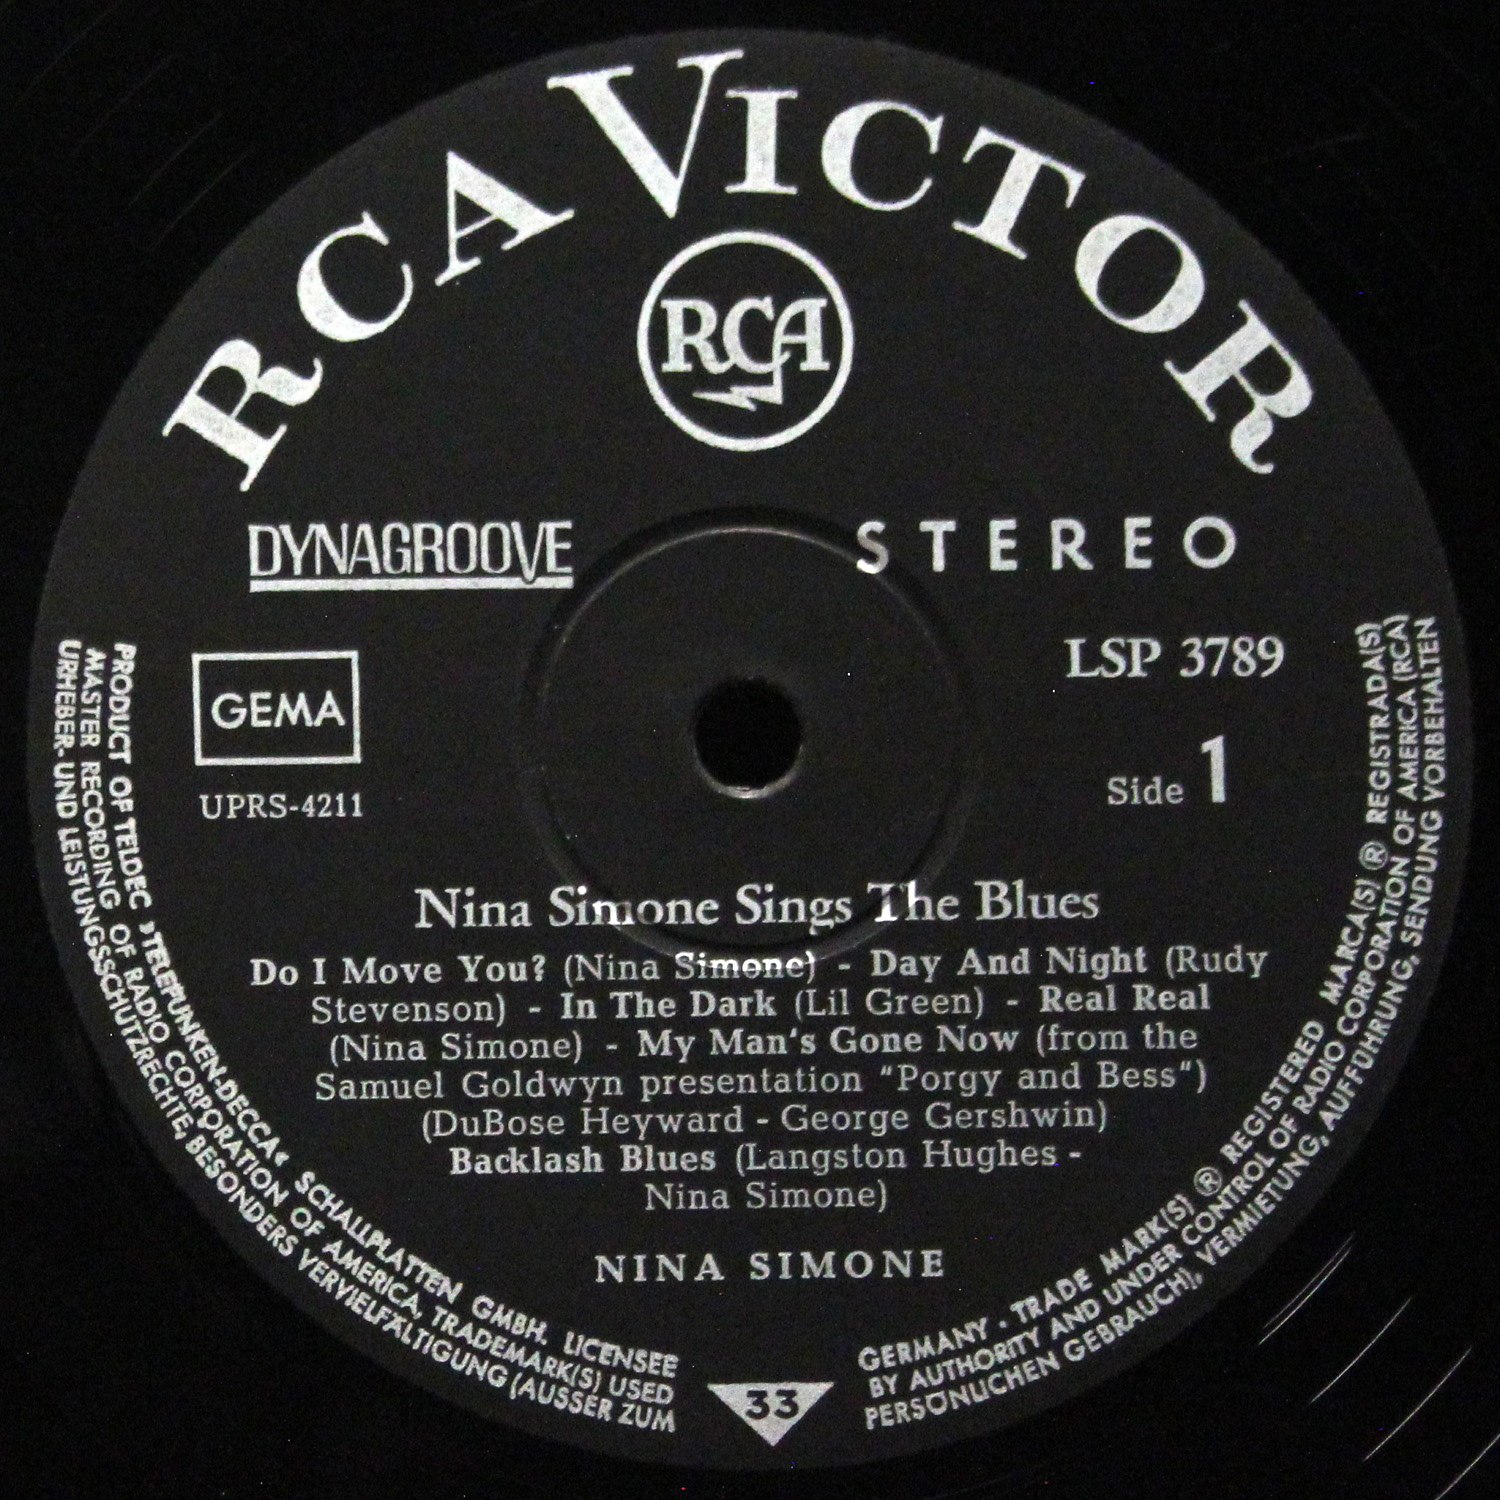 RCA VICTOR
RCA
DYNAGROOVE
STEREO
GEMA
UPRS-4211
LSP 3789
Side 1
Nina Simone Sings The Blues
Do I Move You? (Nina Simone) - Day And Night (Rudy
Stevenson) - In The Dark (Lil Green) - Real Real
(Nina Simone) - My Man's Gone Now (from the
Samuel Goldwyn presentation "Porgy and Bess")
(DuBose Heyward - George Gershwin)
Backlash Blues (Langston Hughes -
Nina Simone)
NINA SIMONE
PRODUCT OF TELDEC »TELEFUNKEN-DECCA« SCHALLPLATTEN GMBH. LICENSEE
MASTER RECORDING OF RADIO CORPORATION OF AMERICA, TRADEMARK(S) USED
URHEBER- UND LEISTUNGSSCHUTZRECHTE, BESONDERS VERVIELFÄLTIGUNG (AUSSER ZUM
33
GERMANY · TRADE MARK(S) ® REGISTERED MARCA(S) ® REGISTRADA(S)
BY AUTHORITY AND UNDER CONTROL OF RADIO CORPORATION OF AMERICA (RCA)
PERSÖNLICHEN GEBRAUCH), VERMIETUNG, AUFFÜHRUNG, SENDUNG VORBEHALTEN